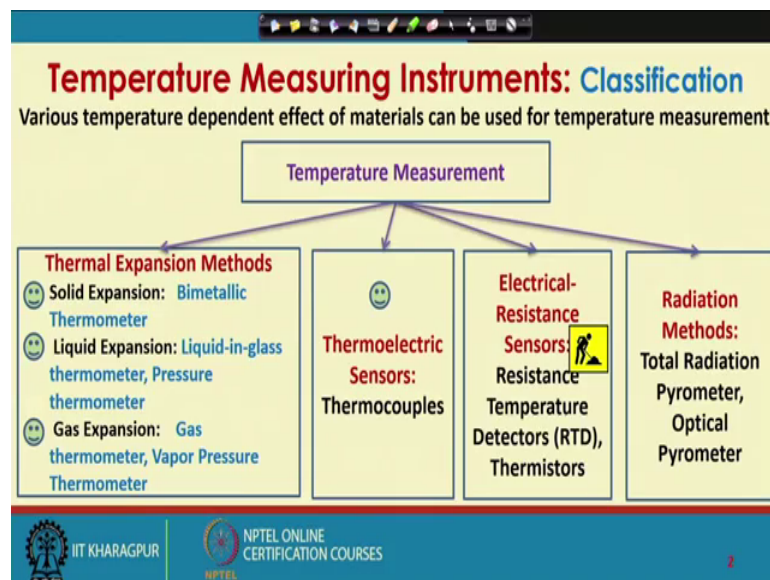 Temperature Measuring Instruments: Classification
Various temperature dependent effect of materials can be used for temperature measurement
Temperature Measurement
Thermal Expansion Methods
Solid Expansion: Bimetallic
Thermometer
Liquid Expansion: Liquid-in-glass
thermometer, Pressure
thermometer
Gas Expansion: Gas
thermometer, Vapor Pressure
Thermometer
Thermoelectric
Sensors:
Thermocouples
Electrical-
Resistance
Sensors:
Resistance
Temperature
Detectors (RTD),
Thermistors
Radiation
Methods:
Total Radiation
Pyrometer,
Optical
Pyrometer
IIT KHARAGPUR
NPTEL
NPTEL ONLINE
CERTIFICATION COURSES
2